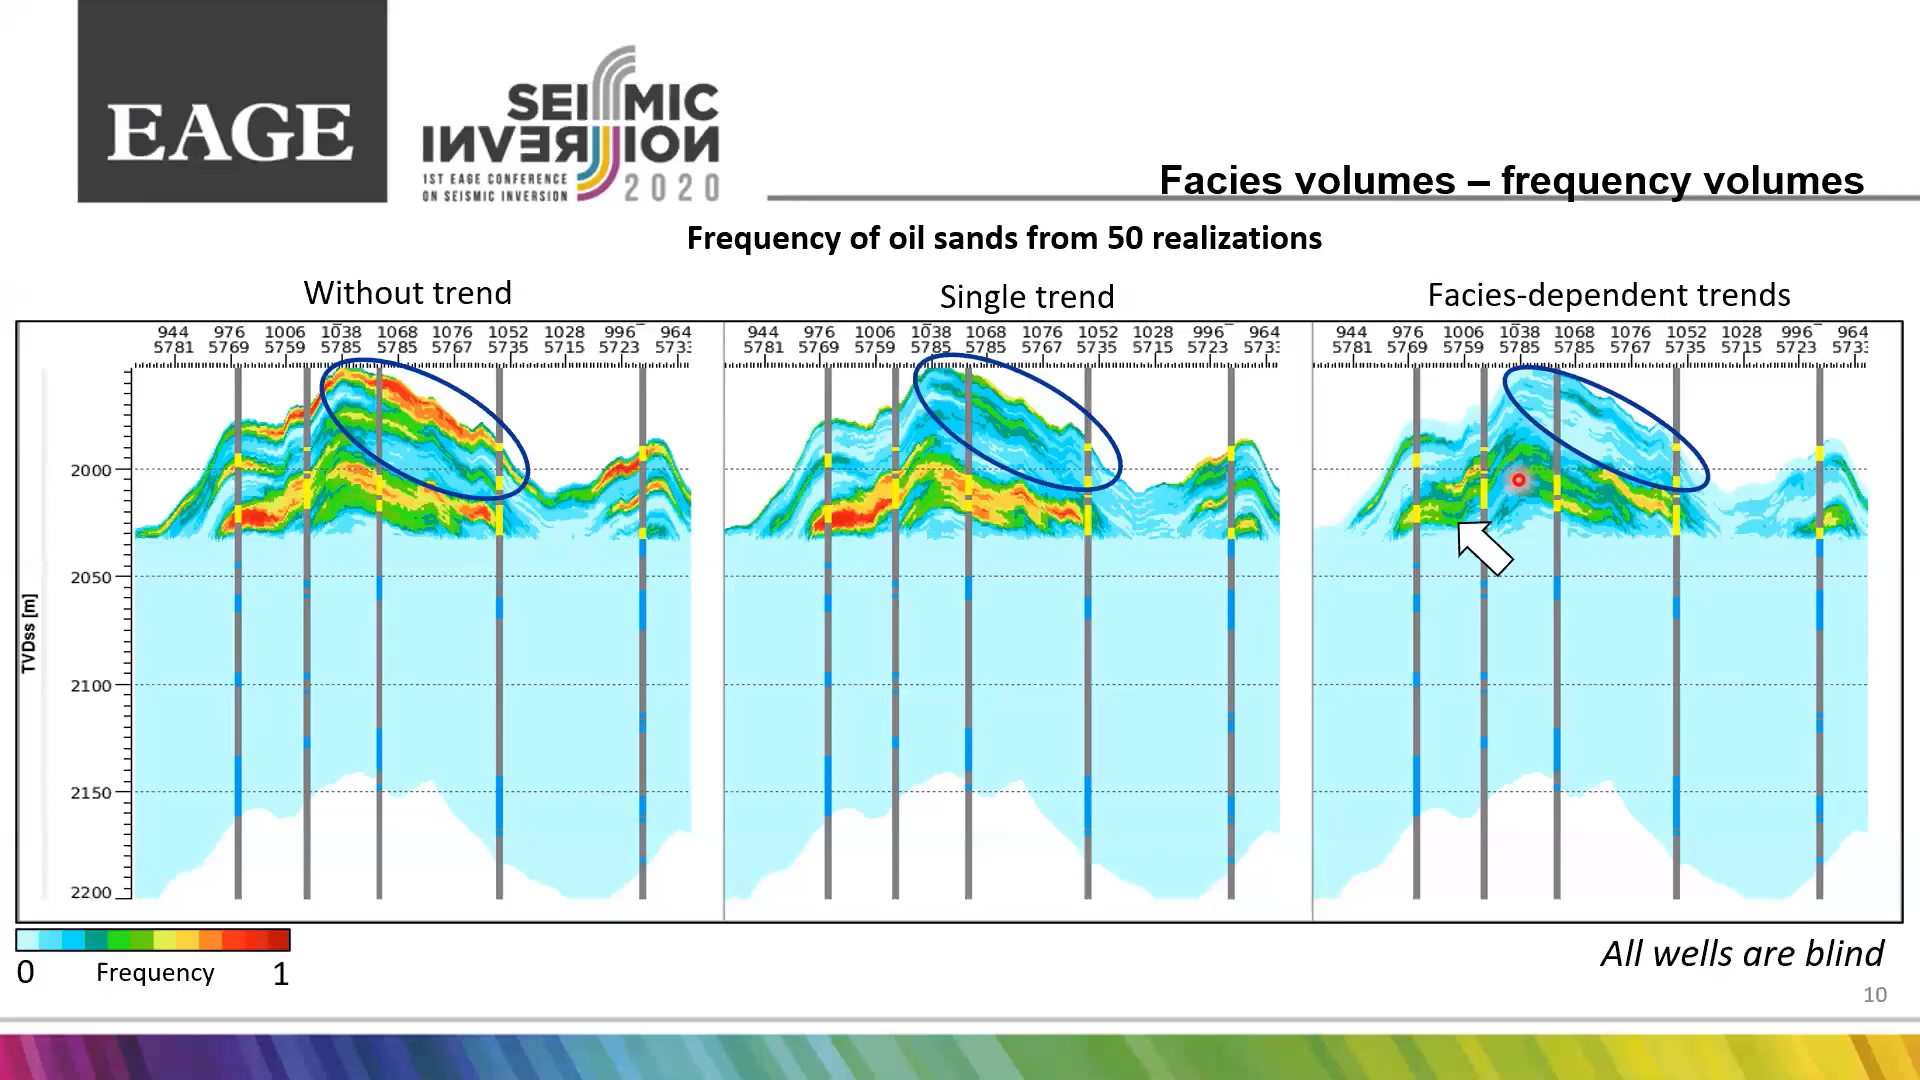 EAGE
SEISMIC
INVERSION
1ST EAGE CONFERENCE
ON SEISMIC INVERSION
2020
Facies volumes – frequency volumes
Frequency of oil sands from 50 realizations
Without trend
Single trend
Facies-dependent trends
944 976 1006 1038 1068 1076 1052 1028 996 964
5781 5769 5759 5785 5785 5767 5735 5715 5723 573
944 976 1006 1038 1068 1076 1052 1028 996 964
5781 5769 5759 5785 5785 5767 5735 5715 5723 573
944 976 1006 1038 1068 1076 1052 1028 996 964
5781 5769 5759 5785 5785 5767 5735 5715 5723 573
TVDss [m]
2000
2050
2100
2150
2200
0 Frequency 1
All wells are blind
10